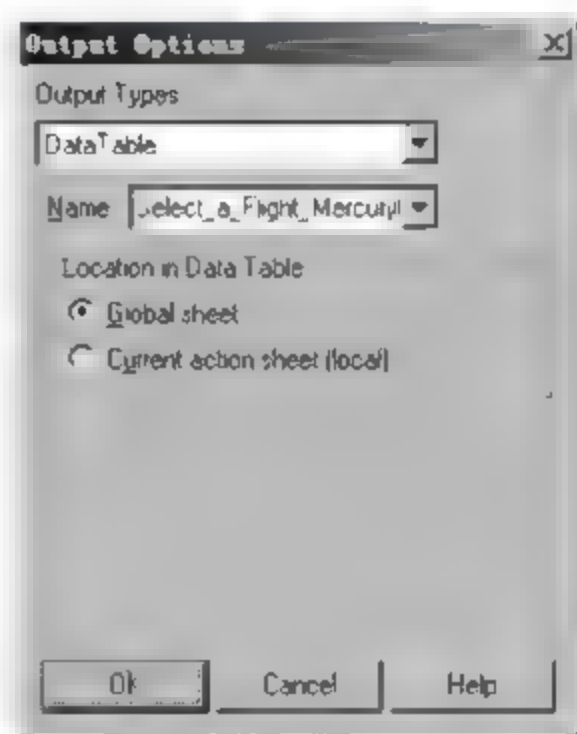 Output Options
Output Types
DataTable
Name Select_a_Flight_Mercury
Location in Data Table
Global sheet
Current action sheet (local)
Ok Cancel Help